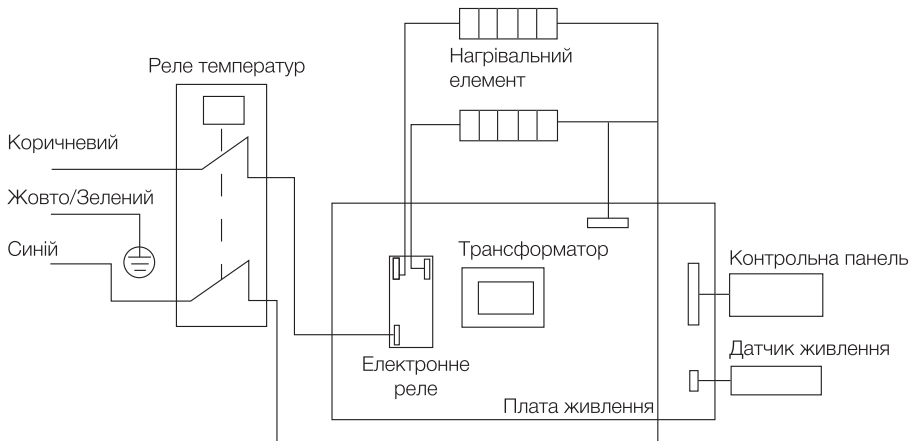 Реле температур
Нагрівальний
елемент
Коричневий
Жовто/Зелений
Синій
Трансформатор
Контрольна панель
Датчик живлення
Електронне
реле
Плата живлення